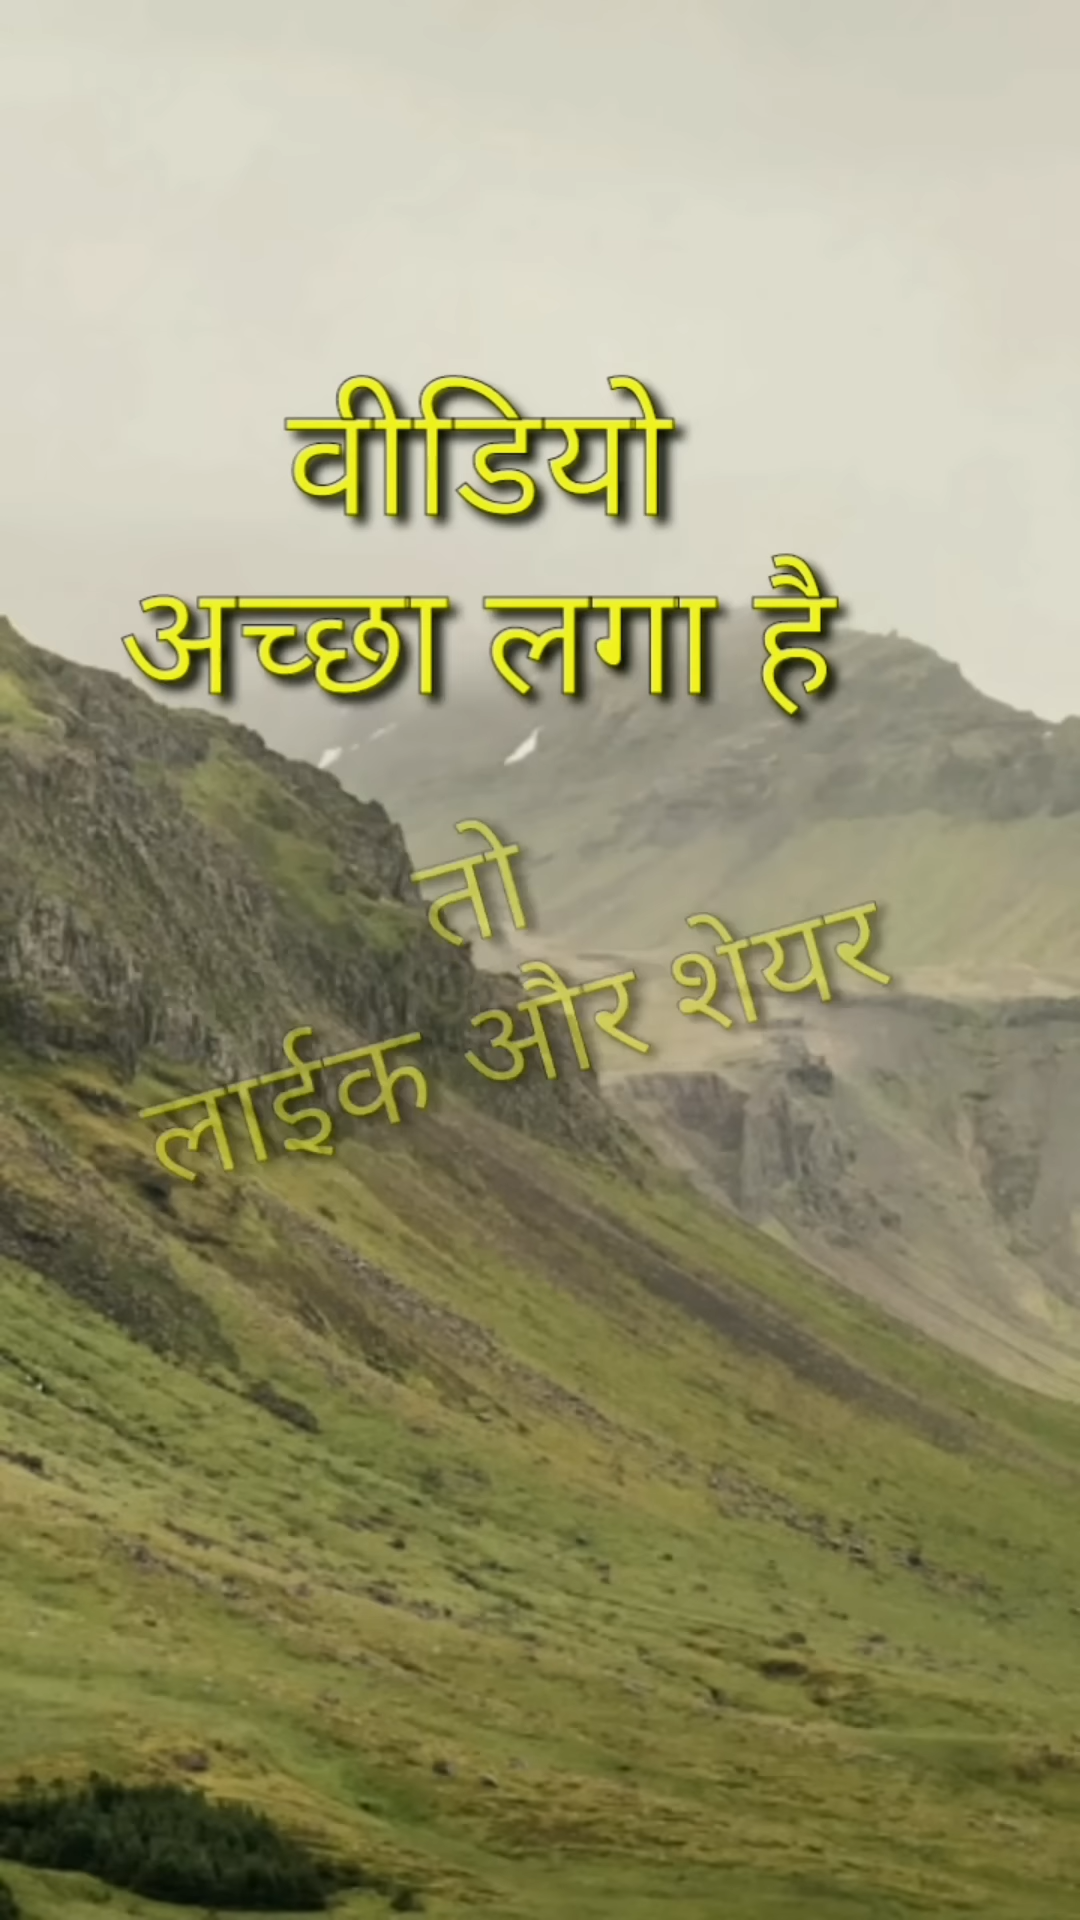 वीडियो
अच्छा लगा है
तो
लाईक और शेयर